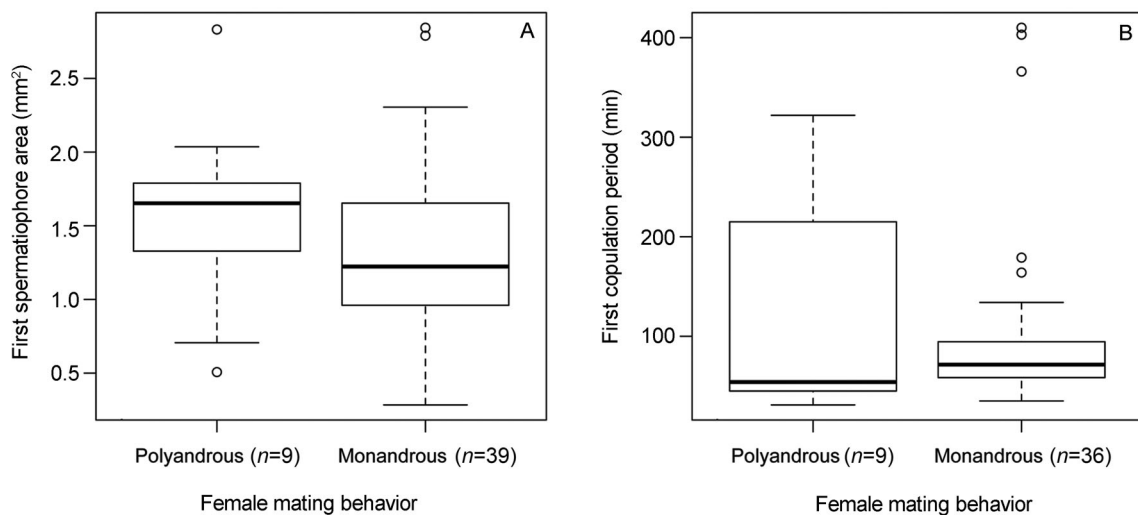 A
First spermatiophore area (mm²)
2.5
2.0
1.5
1.0
0.5
Polyandrous (n=9) Monandrous (n=39)
Female mating behavior
B
First copulation period (min)
400
300
200
100
Polyandrous (n=9) Monandrous (n=36)
Female mating behavior